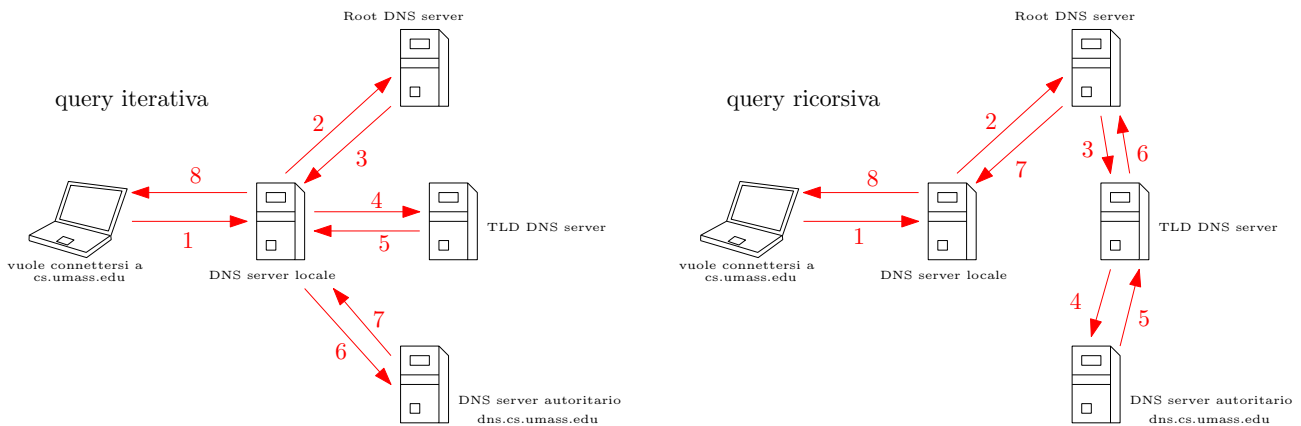 Root DNS server
query iterativa
2
3
8
1
4
5
TLD DNS server
vuole connettersi a
cs.umass.edu
DNS server locale
7
6
DNS server autoritario
dns.cs.umass.edu
Root DNS server
query ricorsiva
2
7
3
6
8
1
TLD DNS server
vuole connettersi a
cs.umass.edu
DNS server locale
4
5
DNS server autoritario
dns.cs.umass.edu